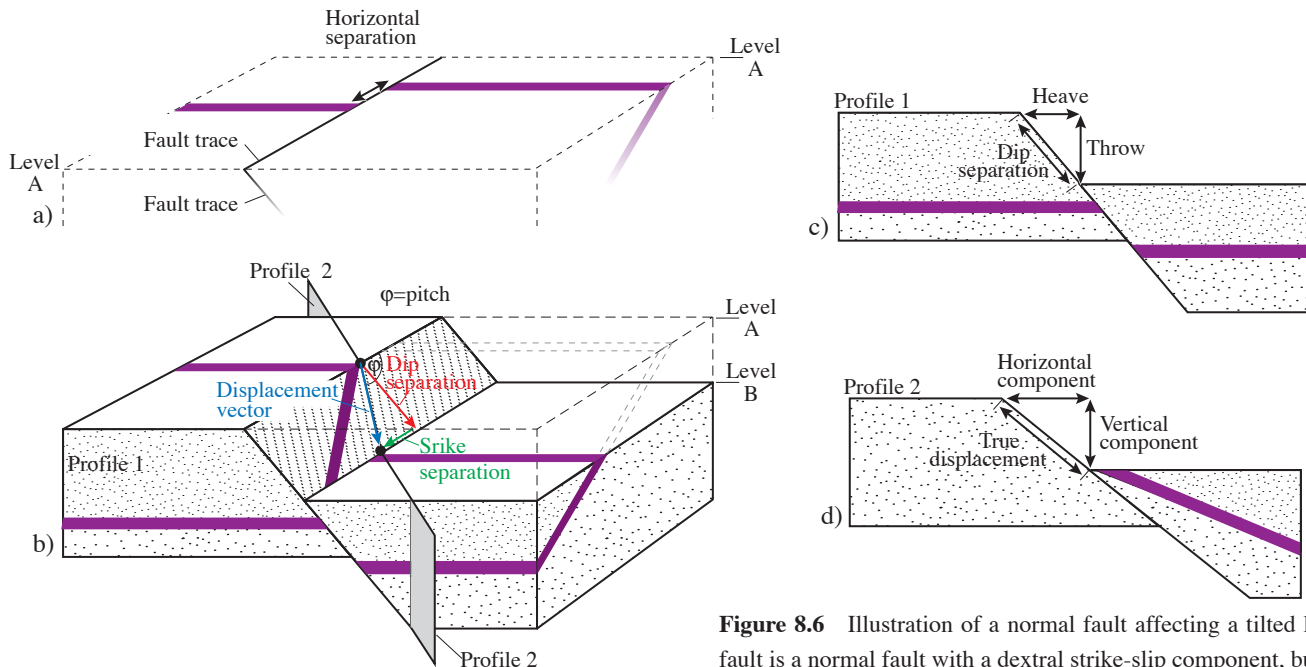 Horizontal
separation
Level
A
Fault trace
Level
A
Fault trace
a)
Profile 2
φ=pitch
Level
A
φ
Dip
separation
Displacement
vector
Level
B
Profile 1
Srike
separation
b)
Profile 2
Profile 1
Heave
Dip
separation
Throw
c)
Profile 2
Horizontal
component
True
displacement
Vertical
component
d)
Figure 8.6 Illustration of a normal fault affecting a tilted
fault is a normal fault with a dextral strike-slip component,